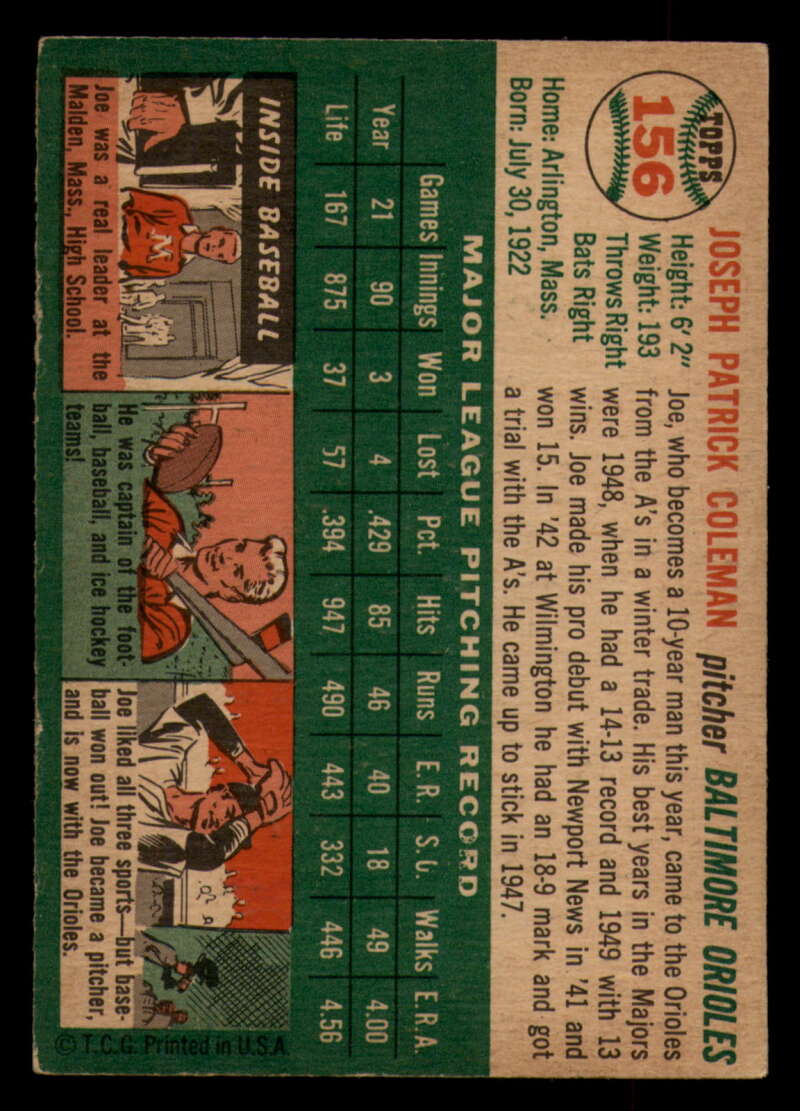 TOPPS
156
JOSEPH PATRICK COLEMAN pitcher BALTIMORE ORIOLES
Height: 6' 2"
Weight: 193
Throws Right
Bats Right
Home: Arlington, Mass.
Born: July 30, 1922
Joe, who becomes a 10-year man this year, came to the Orioles
from the A's in a winter trade. His best years in the Majors
were 1948, when he had a 14-13 record and 1949 with 13
wins. Joe made his pro debut with Newport News in '41 and
won 15. In '42 at Wilmington he had an 18-9 mark and got
a trial with the A's. He came up to stick in 1947.
MAJOR LEAGUE PITCHING RECORD
Games Innings Won Lost Pct. Hits Runs E.R. S.O. Walks E.R.A.
Year 21 90 3 4 .429 85 46 40 18 49 4.00
Life 167 875 37 57 .394 947 490 443 332 446 4.56
INSIDE BASEBALL
M
Joe was a real leader at the
Malden, Mass., High School.
He was captain of the foot-
ball, baseball, and ice hockey
teams!
Joe liked all three sports—but base-
ball won out! Joe became a pitcher,
and is now with the Orioles.
© T.C.G. Printed in U.S.A.